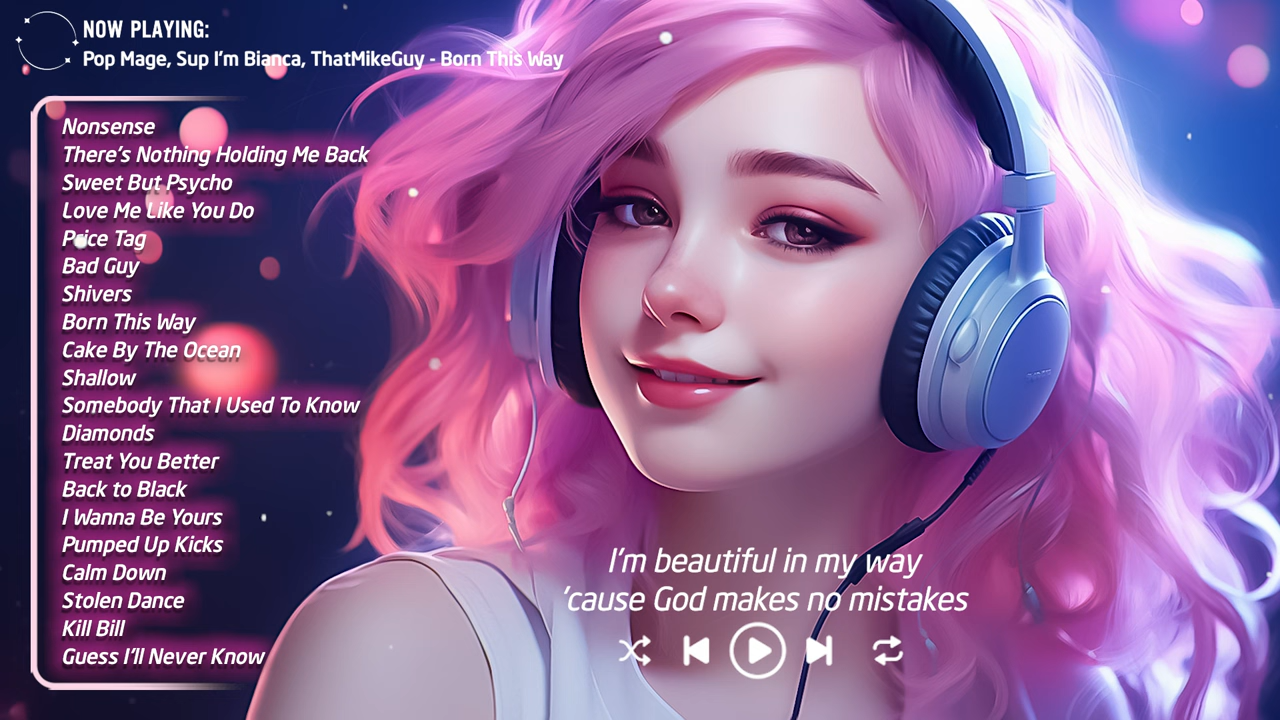 NOW PLAYING:
Pop Mage, Sup I'm Bianca, ThatMikeGuy - Born This Way
Nonsense
There's Nothing Holding Me Back
Sweet But Psycho
Love Me Like You Do
Price Tag
Bad Guy
Shivers
Born This Way
Cake By The Ocean
Shallow
Somebody That I Used To Know
Diamonds
Treat You Better
Back to Black
I Wanna Be Yours
Pumped Up Kicks
Calm Down
Stolen Dance
Kill Bill
Guess I'll Never Know
I'm beautiful in my way
'cause God makes no mistakes